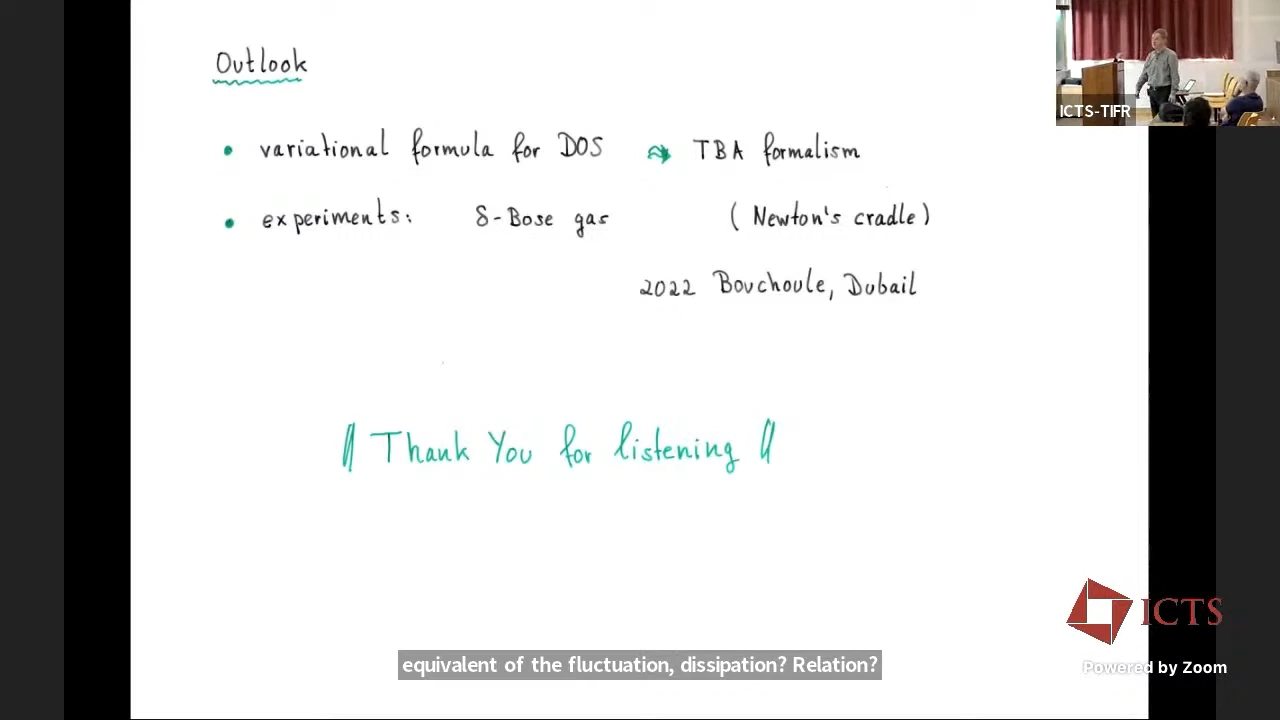 Outlook
• variational formula for DOS ⇝ TBA formalism
• experiments: δ-Bose gas (Newton's cradle)
2022 Bouchoule, Dubail
!! Thank You for listening !!
ICTS-TIFR
ICTS
equivalent of the fluctuation, dissipation? Relation?
Powered by Zoom